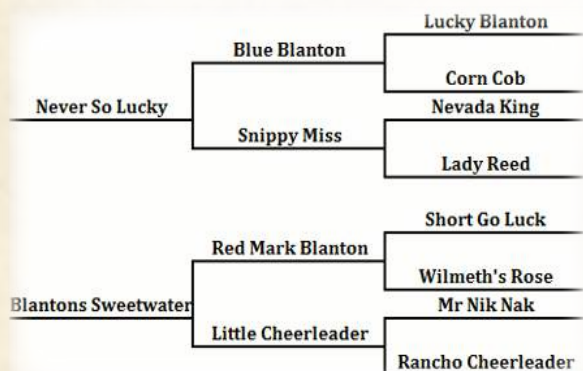 Lucky Blanton
Blue Blanton
Corn Cob
Never So Lucky
Nevada King
Snippy Miss
Lady Reed
Short Go Luck
Red Mark Blanton
Wilmeth's Rose
Blantons Sweetwater
Mr Nik Nak
Little Cheerleader
Rancho Cheerleader